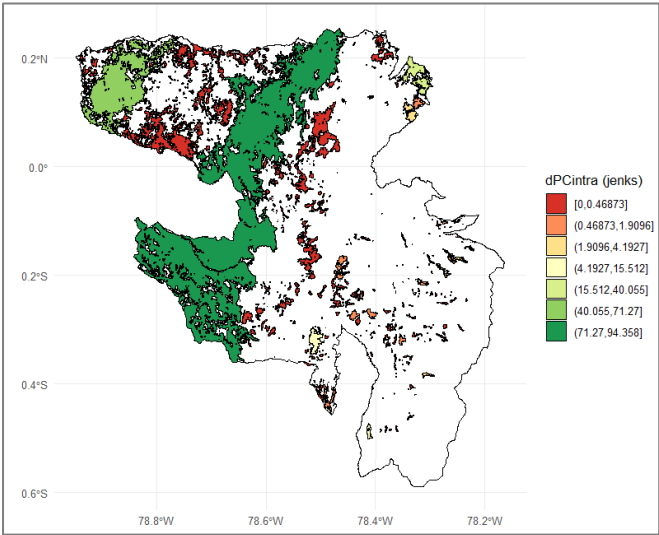 0.2°N
0.0°
0.2°S
0.4°S
0.6°S
78.8°W
78.6°W
78.4°W
78.2°W
dPCintra (jenks)
[0,0.46873]
(0.46873,1.9096]
(1.9096,4.1927]
(4.1927,15.512]
(15.512,40.055]
(40.055,71.27]
(71.27,94.358]